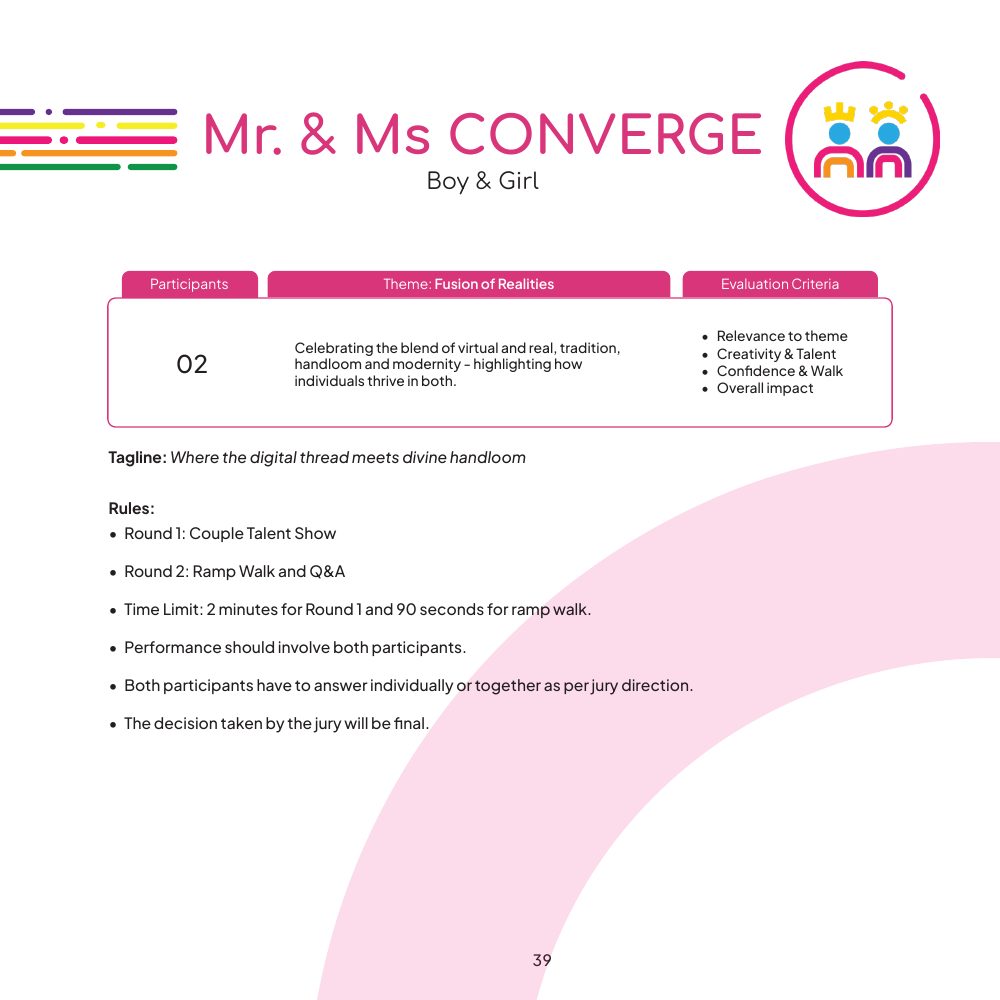 Mr. & Ms CONVERGE
Boy & Girl
Participants
Theme: Fusion of Realities
Evaluation Criteria
02
Celebrating the blend of virtual and real, tradition,
handloom and modernity - highlighting how
individuals thrive in both.
• Relevance to theme
• Creativity & Talent
• Confidence & Walk
• Overall impact
Tagline: Where the digital thread meets divine handloom
Rules:
• Round 1: Couple Talent Show
• Round 2: Ramp Walk and Q&A
• Time Limit: 2 minutes for Round 1 and 90 seconds for ramp walk.
• Performance should involve both participants.
• Both participants have to answer individually or together as per jury direction.
• The decision taken by the jury will be final.
39